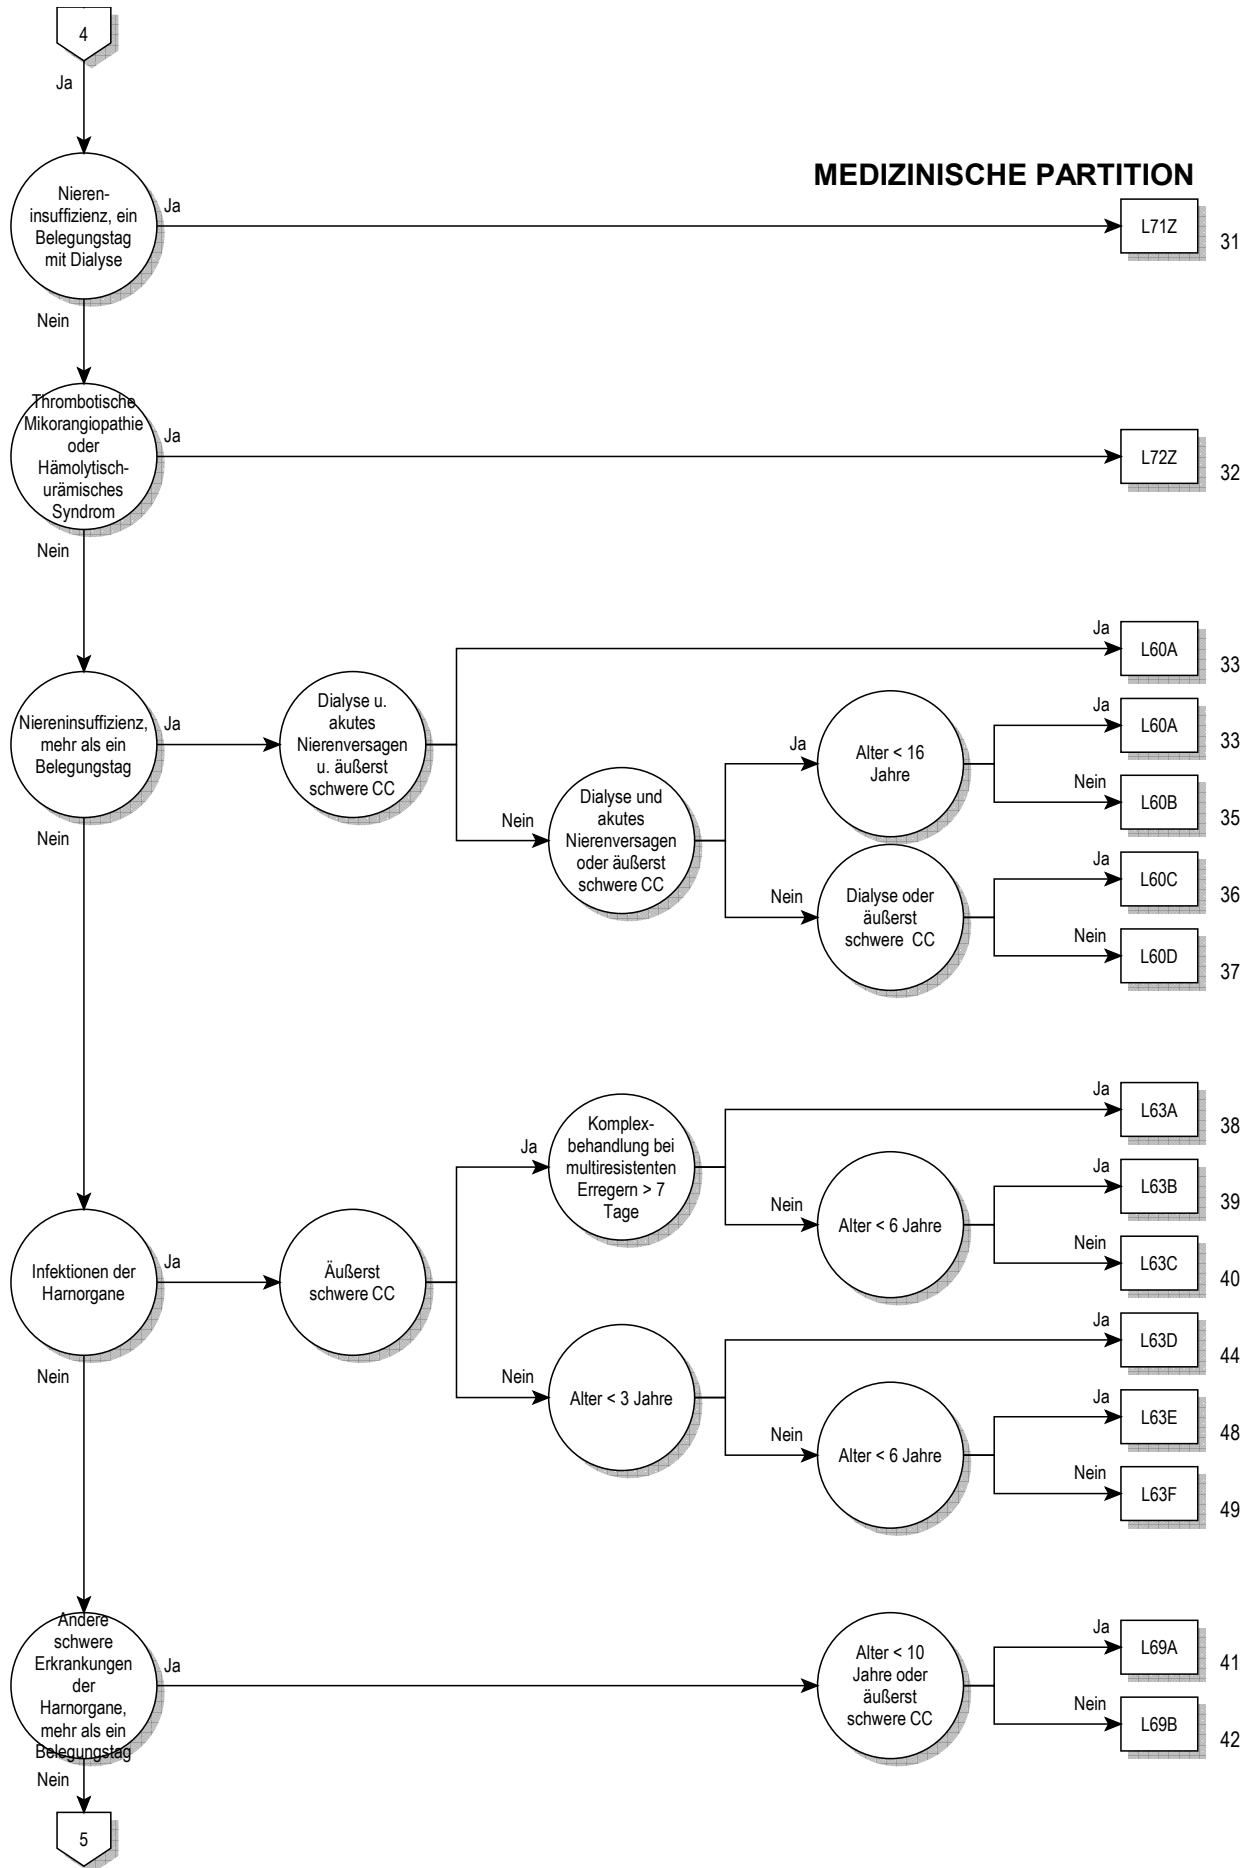 4
Ja
MEDIZINISCHE PARTITION
Nieren-
insuffizienz, ein
Belegungstag
mit Dialyse
Ja
L71Z
31
Nein
Thrombotische
Mikorangiopathie
oder
Hämolytisch-
urämisches
Syndrom
Ja
L72Z
32
Nein
Niereninsuffizienz,
mehr als ein
Belegungstag
Ja
Dialyse u.
akutes
Nierenversagen
u. äußerst
schwere CC
Ja
L60A
33
Nein
Dialyse und
akutes
Nierenversagen
oder äußerst
schwere CC
Ja
Alter < 16
Jahre
Ja
L60A
33
Nein
L60B
35
Nein
Dialyse oder
äußerst
schwere CC
Ja
L60C
36
Nein
L60D
37
Nein
Infektionen der
Harnorgane
Ja
Äußerst
schwere CC
Ja
Komplex-
behandlung bei
multiresistenten
Erregern > 7
Tage
Ja
L63A
38
Nein
Alter < 6 Jahre
Ja
L63B
39
Nein
L63C
40
Nein
Alter < 3 Jahre
Ja
L63D
44
Nein
Alter < 6 Jahre
Ja
L63E
48
Nein
L63F
49
Nein
Andere
schwere
Erkrankungen
der
Harnorgane,
mehr als ein
Belegungstag
Ja
Alter < 10
Jahre oder
äußerst
schwere CC
Ja
L69A
41
Nein
L69B
42
Nein
5